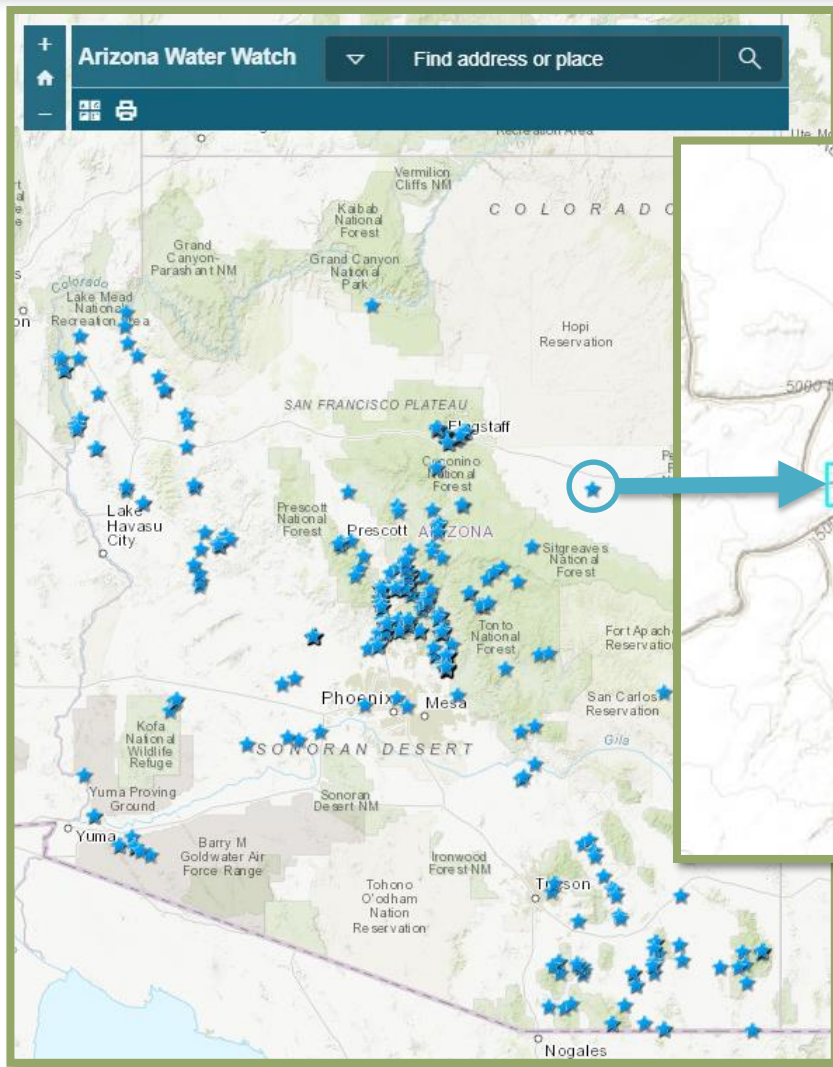 +
Arizona Water Watch
Find address or place
−
Ute Mo
Vermilion
Cliffs NM
COLORADO
Kaibab
National
Forest
Grand
Canyon-
Parashant NM
Grand Canyon
National
Park
Colorado
Lake Mead
National
Recreation Area
on
Hopi
Reservation
5000 ft
SAN FRANCISCO PLATEAU
Flagstaff
Coconino
National
Forest
Lake
Havasu
City
Prescott
National
Forest
Prescott
ARIZONA
Sitgreaves
National
Forest
Tonto
National
Forest
Fort Apache
Reservation
Phoenix
Mesa
San Carlos
Reservation
Kofa
National
Wildlife
Refuge
SONORAN DESERT
Gila
Yuma Proving
Ground
Sonoran
Desert NM
Yuma
Barry M
Goldwater Air
Force Range
Ironwood
Forest NM
Tucson
Tohono
O'odham
Nation
Reservation
Nogales